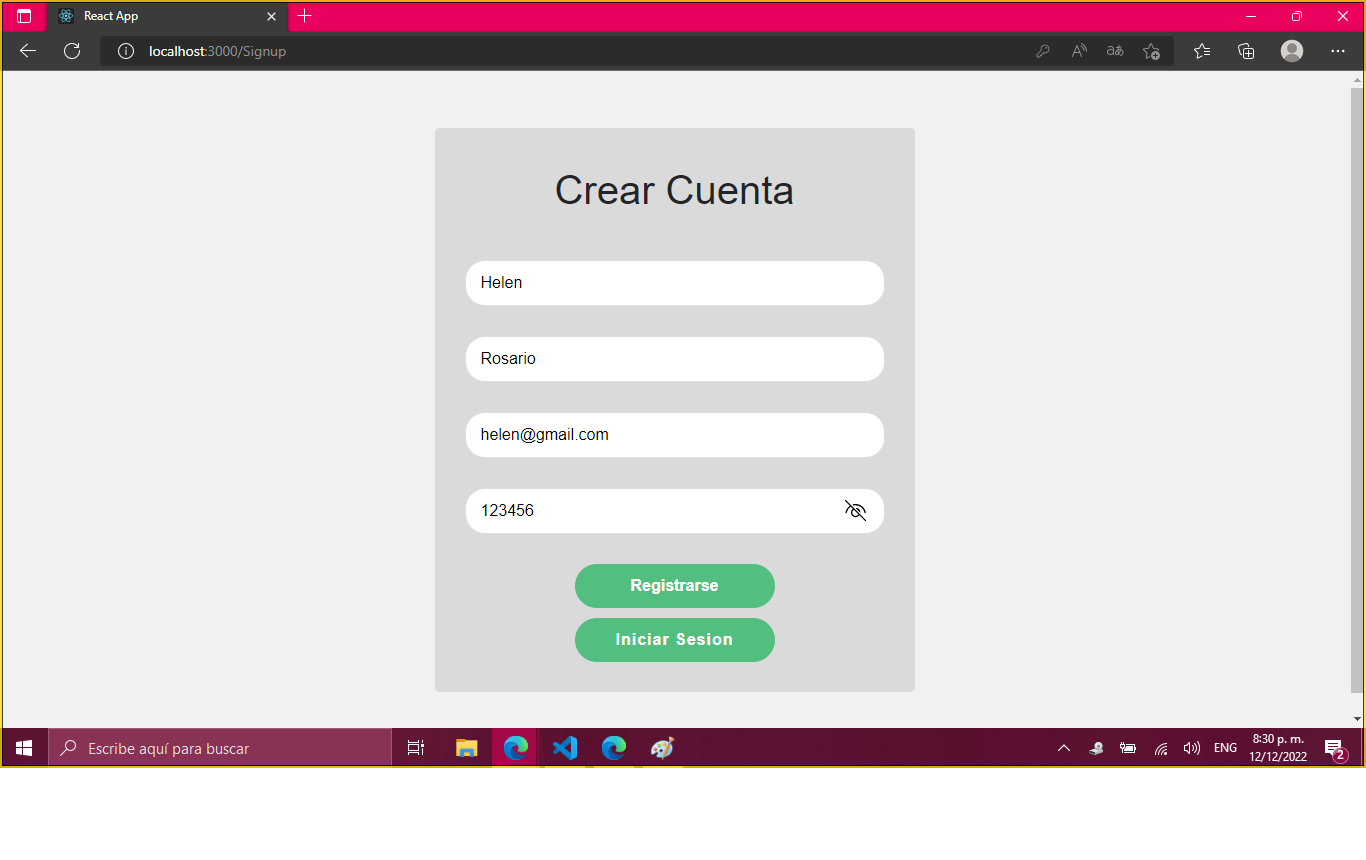 React App
localhost:3000/Signup
Crear Cuenta
Helen
Rosario
helen@gmail.com
123456
Registrarse
Iniciar Sesion
Escribe aquí para buscar
ENG
8:30 p. m.
12/12/2022
2